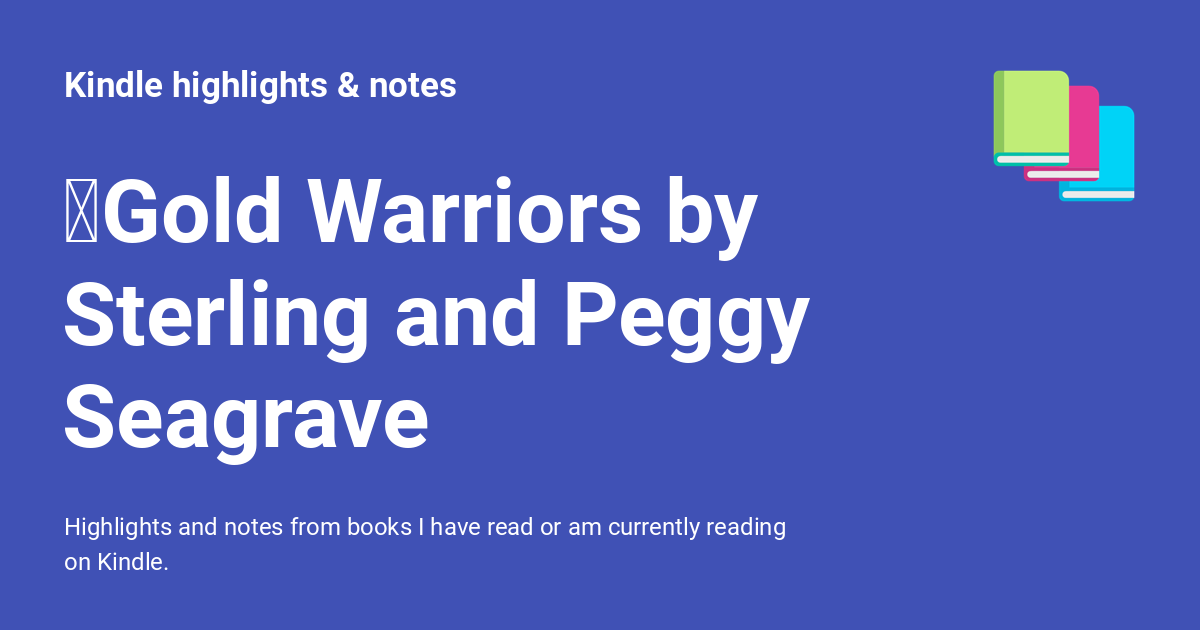 Kindle highlights & notes
Gold Warriors by
Sterling and Peggy
Seagrave
Highlights and notes from books I have read or am currently reading
on Kindle.